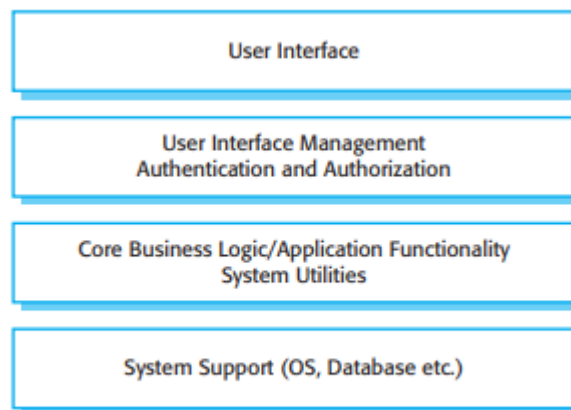 User Interface
User Interface Management
Authentication and Authorization
Core Business Logic/Application Functionality
System Utilities
System Support (OS, Database etc.)